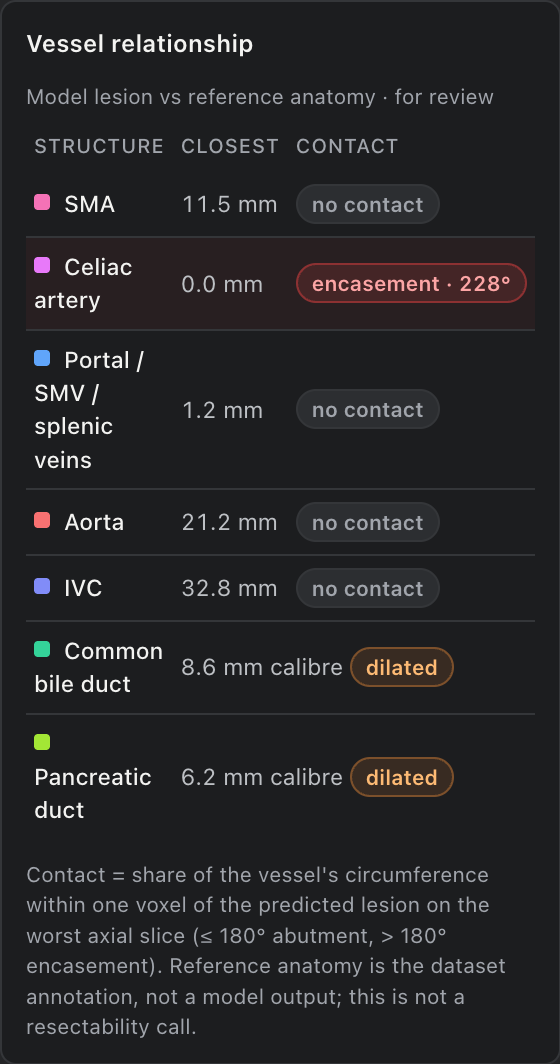 Vessel relationship
Model lesion vs reference anatomy · for review
STRUCTURE CLOSEST CONTACT
SMA 11.5 mm no contact
Celiac
artery
0.0 mm encasement · 228°
Portal /
SMV /
splenic
veins
1.2 mm no contact
Aorta 21.2 mm no contact
IVC 32.8 mm no contact
Common
bile duct
8.6 mm calibre dilated
Pancreatic
duct
6.2 mm calibre dilated
Contact = share of the vessel's circumference
within one voxel of the predicted lesion on the
worst axial slice (≤ 180° abutment, > 180°
encasement). Reference anatomy is the dataset
annotation, not a model output; this is not a
resectability call.